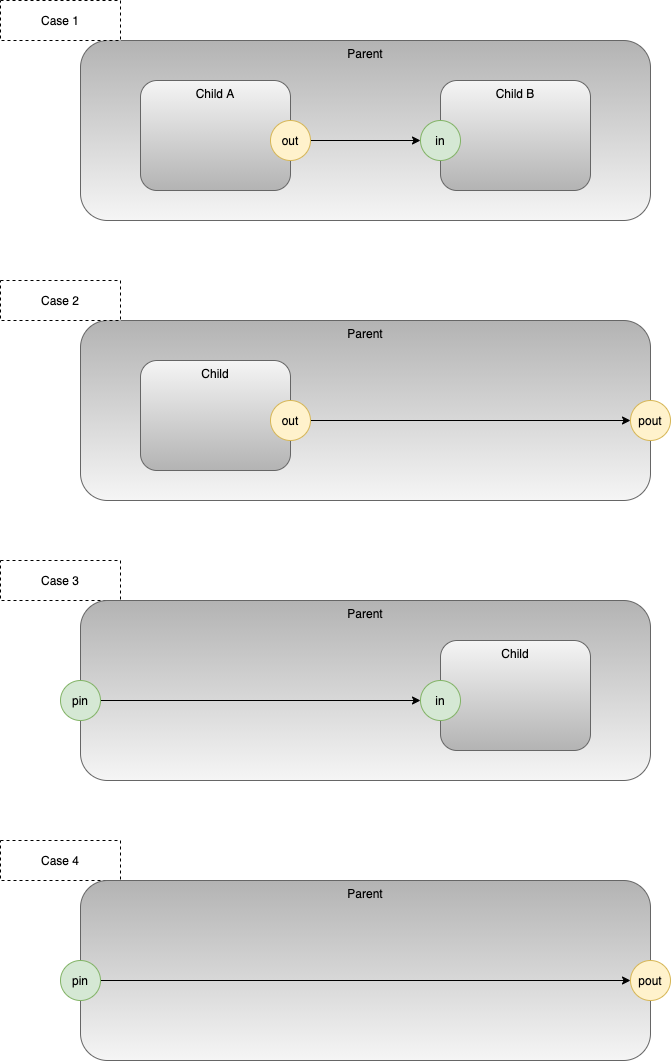 Case 1
Parent
Child A
Child B
out
in
Case 2
Parent
Child
out
pout
Case 3
Parent
Child
pin
in
Case 4
Parent
pin
pout